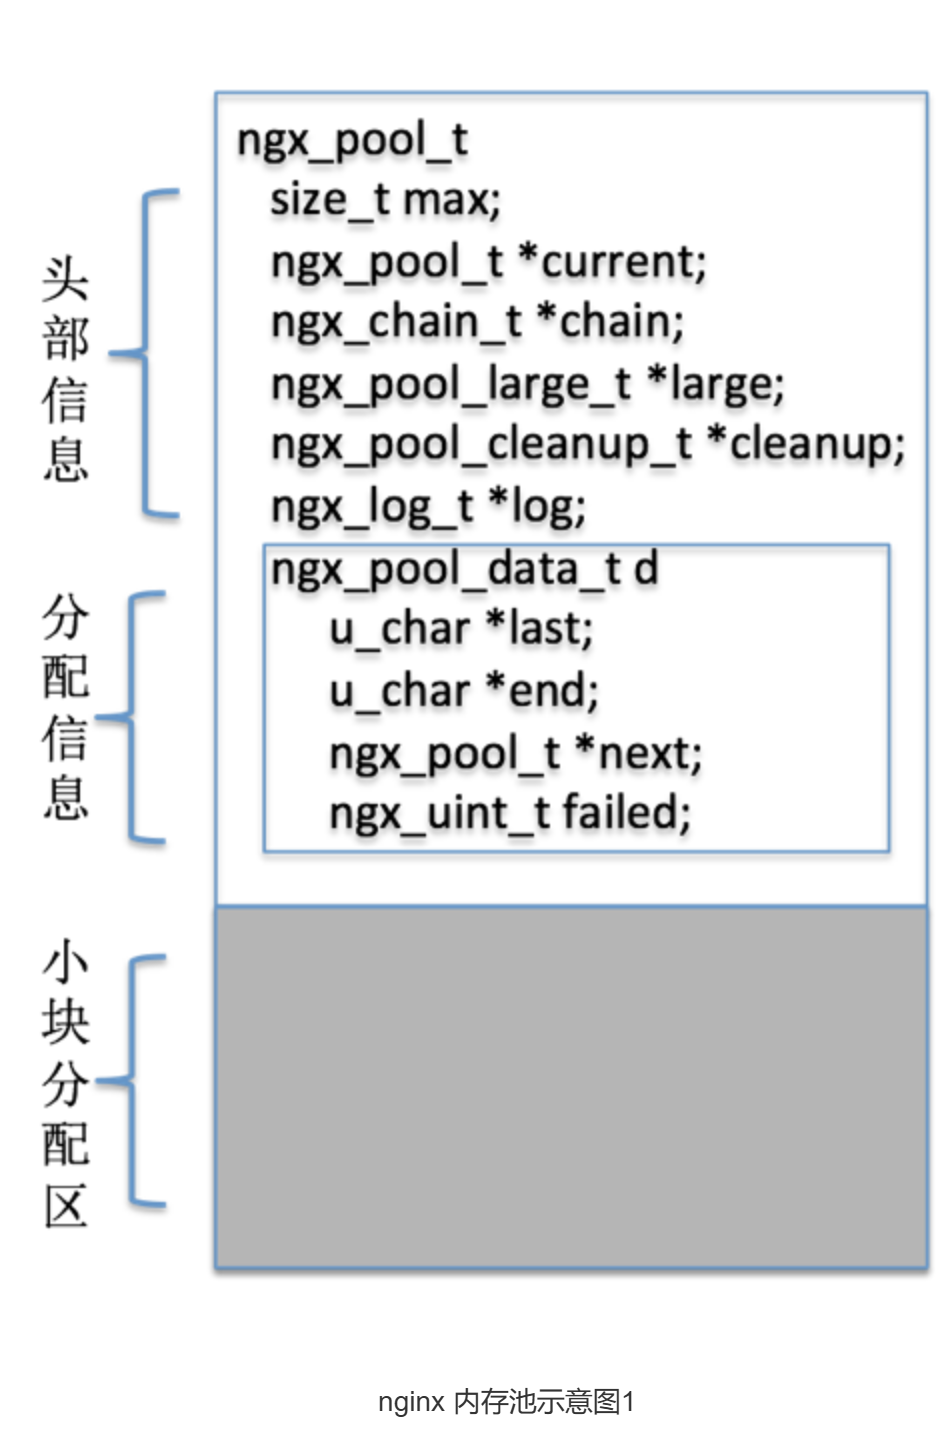 ngx_pool_t
size_t max;
ngx_pool_t *current;
ngx_chain_t *chain;
ngx_pool_large_t *large;
ngx_pool_cleanup_t *cleanup;
ngx_log_t *log;
头部信息
ngx_pool_data_t d
u_char *last;
u_char *end;
ngx_pool_t *next;
ngx_uint_t failed;
分配信息
小块分配区
nginx 内存池示意图1